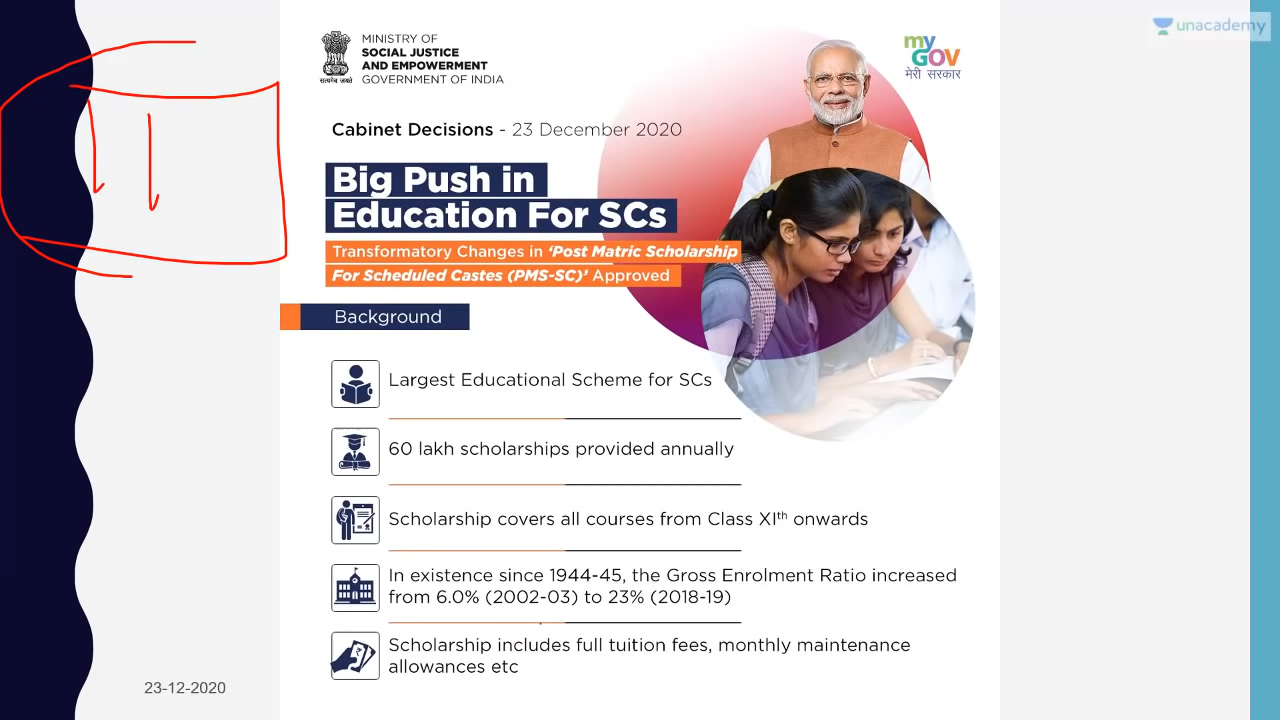 unacademy
MINISTRY OF
SOCIAL JUSTICE
AND EMPOWERMENT
GOVERNMENT OF INDIA
सत्यमेव जयते
my
GOV
मेरी सरकार
Cabinet Decisions - 23 December 2020
Big Push in
Education For SCs
Transformatory Changes in ‘Post Matric Scholarship
For Scheduled Castes (PMS-SC)’ Approved
Background
Largest Educational Scheme for SCs
60 lakh scholarships provided annually
Scholarship covers all courses from Class XIth onwards
In existence since 1944-45, the Gross Enrolment Ratio increased
from 6.0% (2002-03) to 23% (2018-19)
Scholarship includes full tuition fees, monthly maintenance
allowances etc
23-12-2020